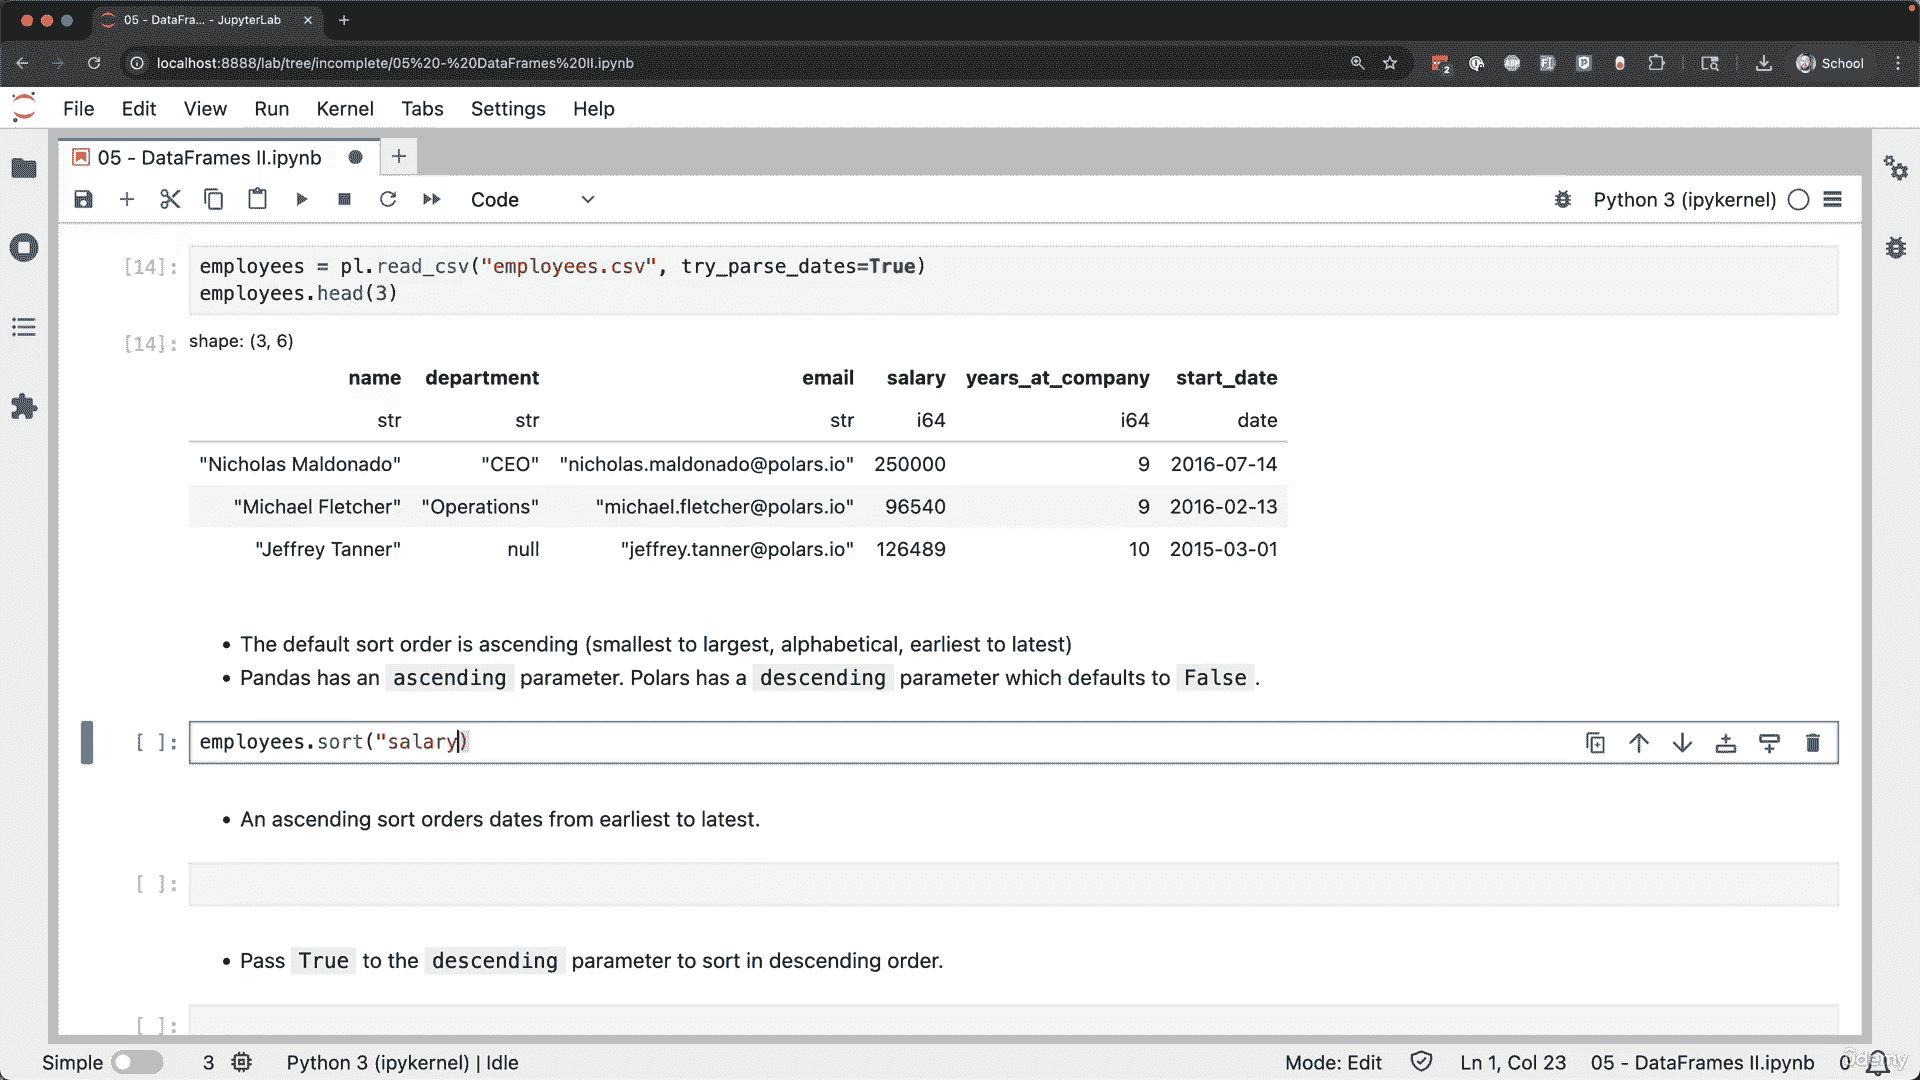 05 - DataFra... - JupyterLab
localhost:8888/lab/tree/incomplete/05%20-%20DataFrames%20II.ipynb
2
ABP
School
File Edit View Run Kernel Tabs Settings Help
05 - DataFrames II.ipynb
Code
Python 3 (ipykernel)
[14]: employees = pl.read_csv("employees.csv", try_parse_dates=True)
employees.head(3)
[14]: shape: (3, 6)
name department email salary years_at_company start_date
str str str i64 i64 date
"Nicholas Maldonado" "CEO" "nicholas.maldonado@polars.io" 250000 9 2016-07-14
"Michael Fletcher" "Operations" "michael.fletcher@polars.io" 96540 9 2016-02-13
"Jeffrey Tanner" null "jeffrey.tanner@polars.io" 126489 10 2015-03-01
• The default sort order is ascending (smallest to largest, alphabetical, earliest to latest)
• Pandas has an ascending parameter. Polars has a descending parameter which defaults to False.
[ ]: employees.sort("salary)
• An ascending sort orders dates from earliest to latest.
[ ]:
• Pass True to the descending parameter to sort in descending order.
[ ]:
Simple 3 Python 3 (ipykernel) | Idle Mode: Edit Ln 1, Col 23 05 - DataFrames II.ipynb 0
udemy